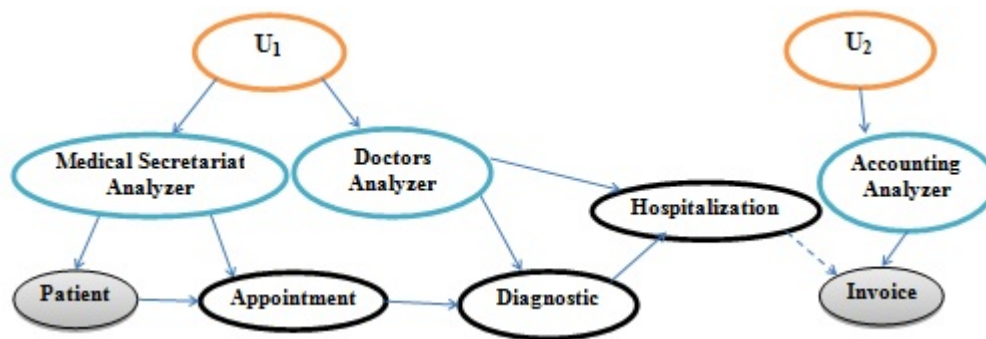 U1
U2
Medical Secretariat
Analyzer
Doctors
Analyzer
Accounting
Analyzer
Hospitalization
Patient
Appointment
Diagnostic
Invoice